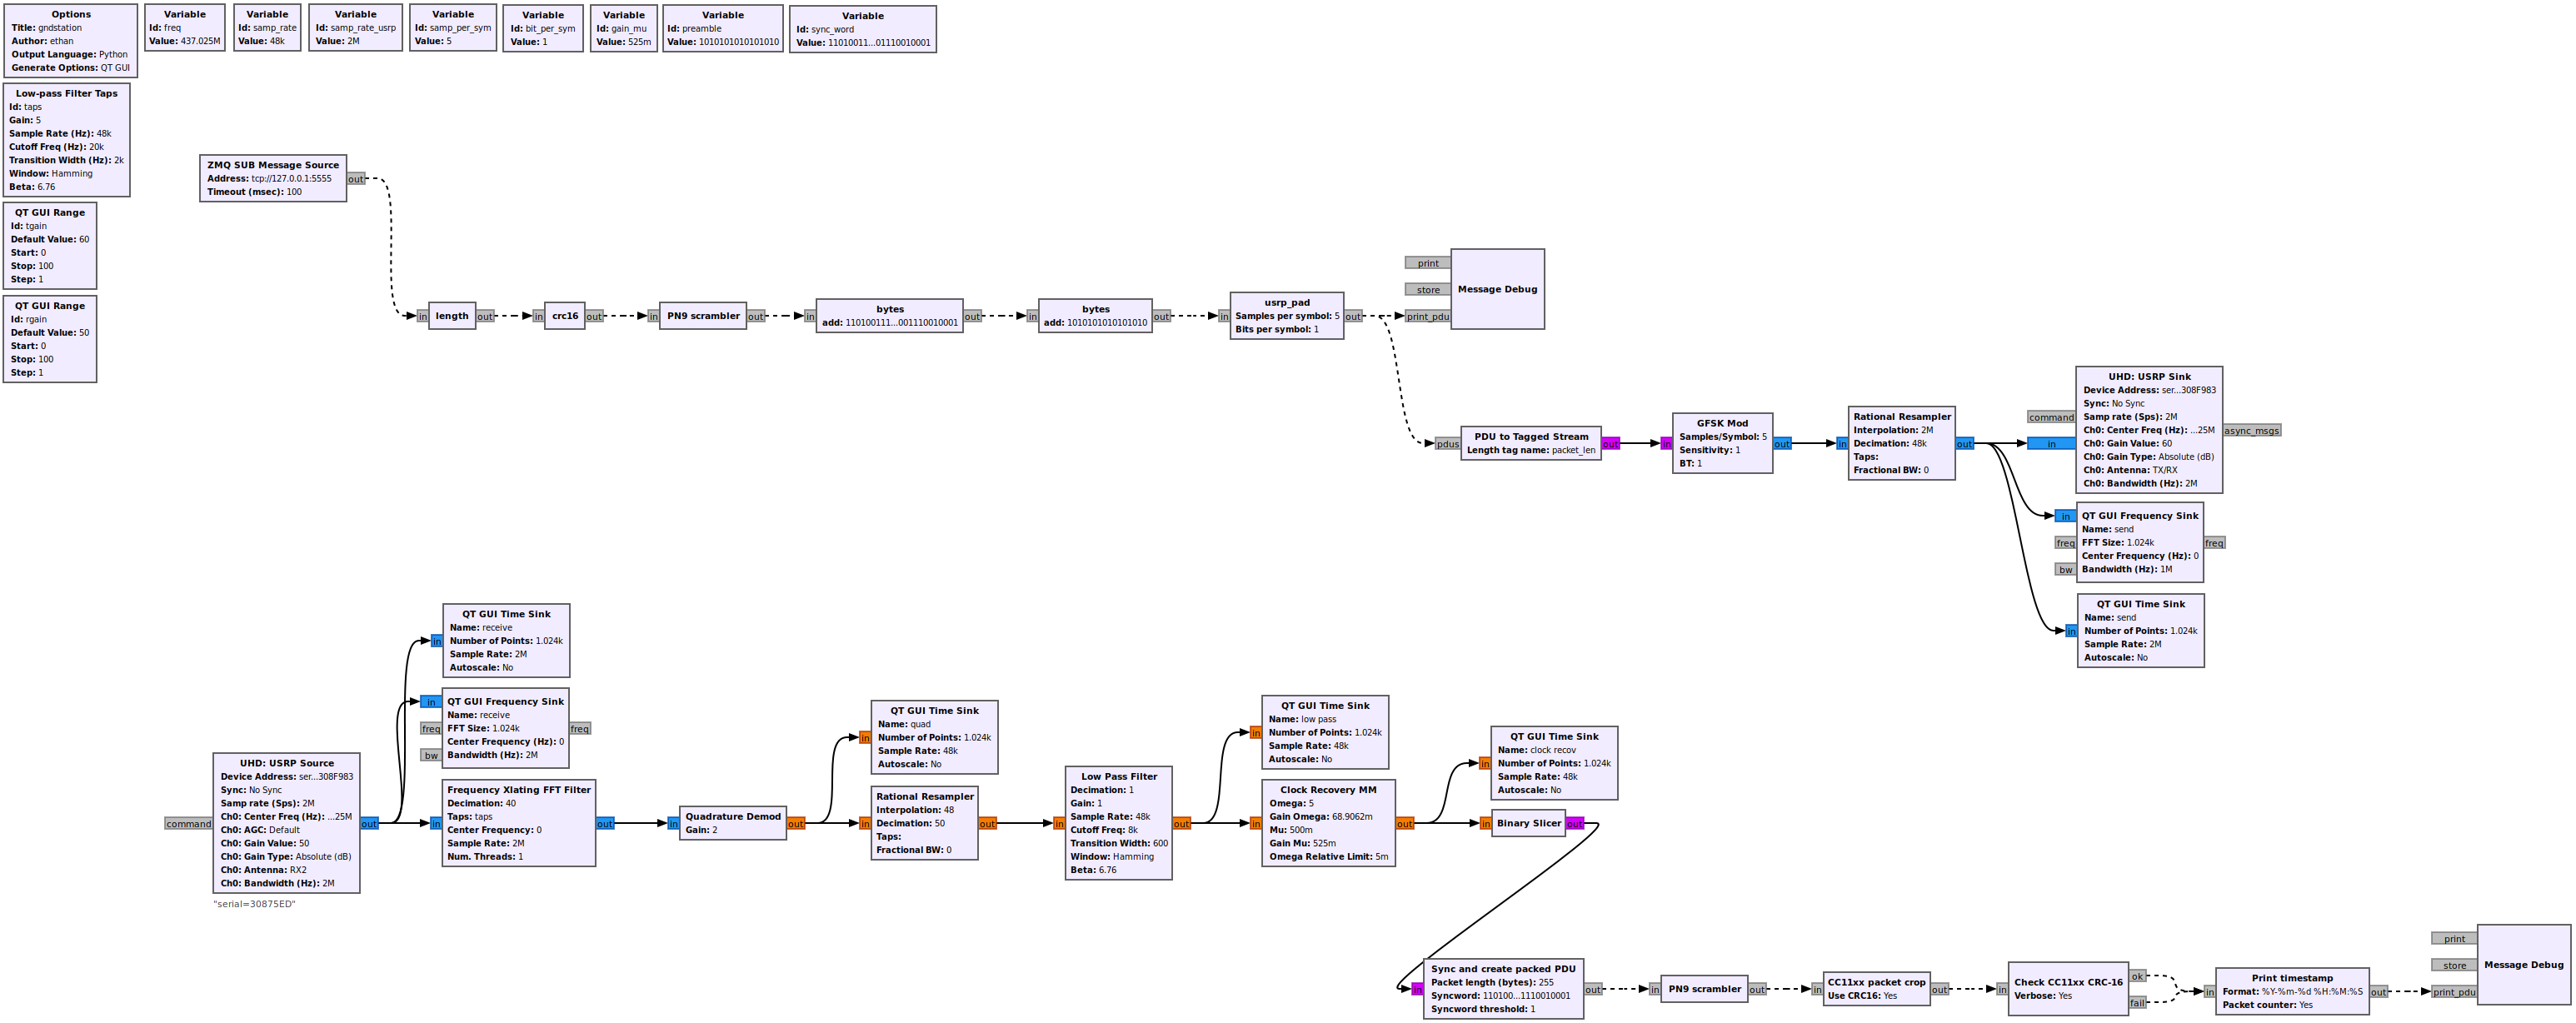 Options
Title: gndstation
Author: ethan
Output Language: Python
Generate Options: QT GUI
Variable
Id: freq
Value: 437.025M
Variable
Id: samp_rate
Value: 48k
Variable
Id: samp_rate_usrp
Value: 2M
Variable
Id: samp_per_sym
Value: 5
Variable
Id: bit_per_sym
Value: 1
Variable
Id: gain_mu
Value: 525m
Variable
Id: preamble
Value: 1010101010101010
Variable
Id: sync_word
Value: 11010011...01110010001
Low-pass Filter Taps
Id: taps
Gain: 5
Sample Rate (Hz): 48k
Cutoff Freq (Hz): 20k
Transition Width (Hz): 2k
Window: Hamming
Beta: 6.76
QT GUI Range
Id: tgain
Default Value: 60
Start: 0
Stop: 100
Step: 1
QT GUI Range
Id: rgain
Default Value: 50
Start: 0
Stop: 100
Step: 1
ZMQ SUB Message Source
Address: tcp://127.0.0.1:5555
Timeout (msec): 100
out
in
length
out
in
crc16
out
in
PN9 scrambler
out
in
bytes
add: 110100111...001110010001
out
in
bytes
add: 1010101010101010
out
in
usrp_pad
Samples per symbol: 5
Bits per symbol: 1
out
print
store
print_pdu
Message Debug
pdus
PDU to Tagged Stream
Length tag name: packet_len
out
in
GFSK Mod
Samples/Symbol: 5
Sensitivity: 1
BT: 1
out
in
Rational Resampler
Interpolation: 2M
Decimation: 48k
Taps:
Fractional BW: 0
out
command
in
UHD: USRP Sink
Device Address: ser...308F983
Sync: No Sync
Samp rate (Sps): 2M
Ch0: Center Freq (Hz): ...25M
Ch0: Gain Value: 60
Ch0: Gain Type: Absolute (dB)
Ch0: Antenna: TX/RX
Ch0: Bandwidth (Hz): 2M
async_msgs
in
freq
bw
QT GUI Frequency Sink
Name: send
FFT Size: 1.024k
Center Frequency (Hz): 0
Bandwidth (Hz): 1M
freq
in
QT GUI Time Sink
Name: send
Number of Points: 1.024k
Sample Rate: 2M
Autoscale: No
in
QT GUI Time Sink
Name: receive
Number of Points: 1.024k
Sample Rate: 2M
Autoscale: No
in
freq
bw
QT GUI Frequency Sink
Name: receive
FFT Size: 1.024k
Center Frequency (Hz): 0
Bandwidth (Hz): 2M
freq
command
UHD: USRP Source
Device Address: ser...308F983
Sync: No Sync
Samp rate (Sps): 2M
Ch0: Center Freq (Hz): ...25M
Ch0: AGC: Default
Ch0: Gain Value: 50
Ch0: Gain Type: Absolute (dB)
Ch0: Antenna: RX2
Ch0: Bandwidth (Hz): 2M
out
"serial=30875ED"
in
Frequency Xlating FFT Filter
Decimation: 40
Taps: taps
Center Frequency: 0
Sample Rate: 2M
Num. Threads: 1
out
in
Quadrature Demod
Gain: 2
out
in
QT GUI Time Sink
Name: quad
Number of Points: 1.024k
Sample Rate: 48k
Autoscale: No
in
Rational Resampler
Interpolation: 48
Decimation: 50
Taps:
Fractional BW: 0
out
in
Low Pass Filter
Decimation: 1
Gain: 1
Sample Rate: 48k
Cutoff Freq: 8k
Transition Width: 600
Window: Hamming
Beta: 6.76
out
in
QT GUI Time Sink
Name: low pass
Number of Points: 1.024k
Sample Rate: 48k
Autoscale: No
in
Clock Recovery MM
Omega: 5
Gain Omega: 68.9062m
Mu: 500m
Gain Mu: 525m
Omega Relative Limit: 5m
out
in
QT GUI Time Sink
Name: clock recov
Number of Points: 1.024k
Sample Rate: 48k
Autoscale: No
in
Binary Slicer
out
in
Sync and create packed PDU
Packet length (bytes): 255
Syncword: 110100...1110010001
Syncword threshold: 1
out
in
PN9 scrambler
out
in
CC11xx packet crop
Use CRC16: Yes
out
in
Check CC11xx CRC-16
Verbose: Yes
ok
fail
in
Print timestamp
Format: %Y-%m-%d %H:%M:%S
Packet counter: Yes
out
print
store
print_pdu
Message Debug